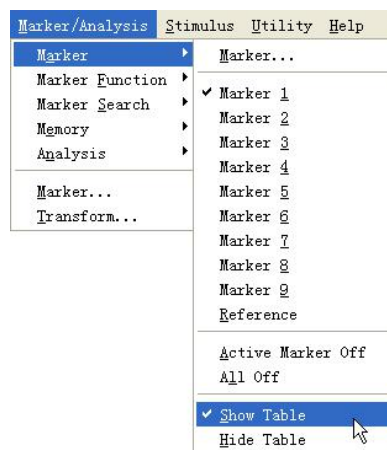 Marker/Analysis Stimulus Utility Help
Marker
Marker Function
Marker Search
Memory
Analysis
Marker...
Transform...
Marker...
Marker 1
Marker 2
Marker 3
Marker 4
Marker 5
Marker 6
Marker 7
Marker 8
Marker 9
Reference
Active Marker Off
All Off
Show Table
Hide Table